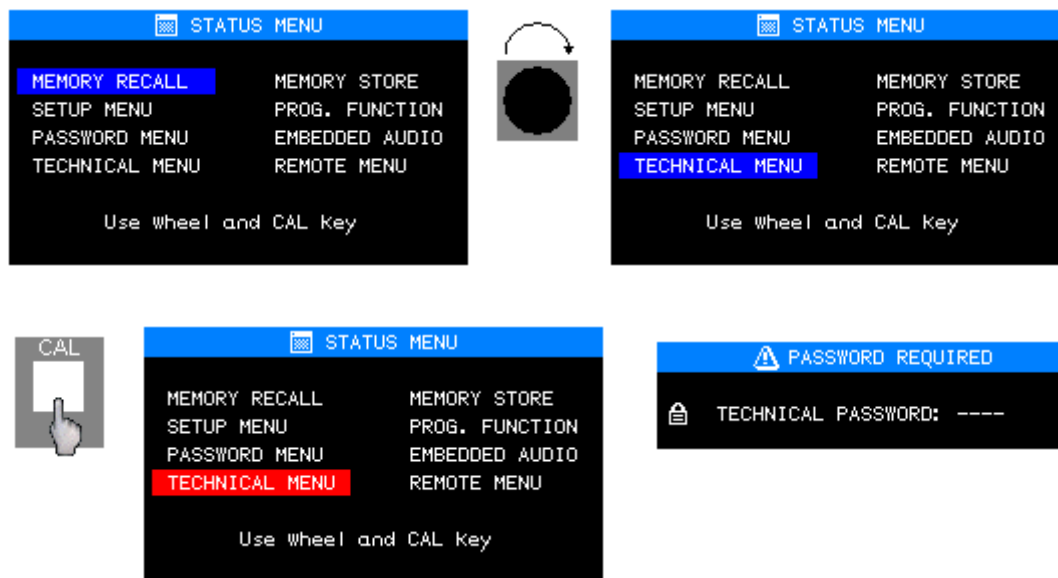 STATUS MENU
MEMORY RECALL MEMORY STORE
SETUP MENU PROG. FUNCTION
PASSWORD MENU EMBEDDED AUDIO
TECHNICAL MENU REMOTE MENU
Use Wheel and CAL Key
STATUS MENU
MEMORY RECALL MEMORY STORE
SETUP MENU PROG. FUNCTION
PASSWORD MENU EMBEDDED AUDIO
TECHNICAL MENU REMOTE MENU
Use Wheel and CAL Key
CAL
STATUS MENU
MEMORY RECALL MEMORY STORE
SETUP MENU PROG. FUNCTION
PASSWORD MENU EMBEDDED AUDIO
TECHNICAL MENU REMOTE MENU
Use Wheel and CAL Key
PASSWORD REQUIRED
TECHNICAL PASSWORD: ----